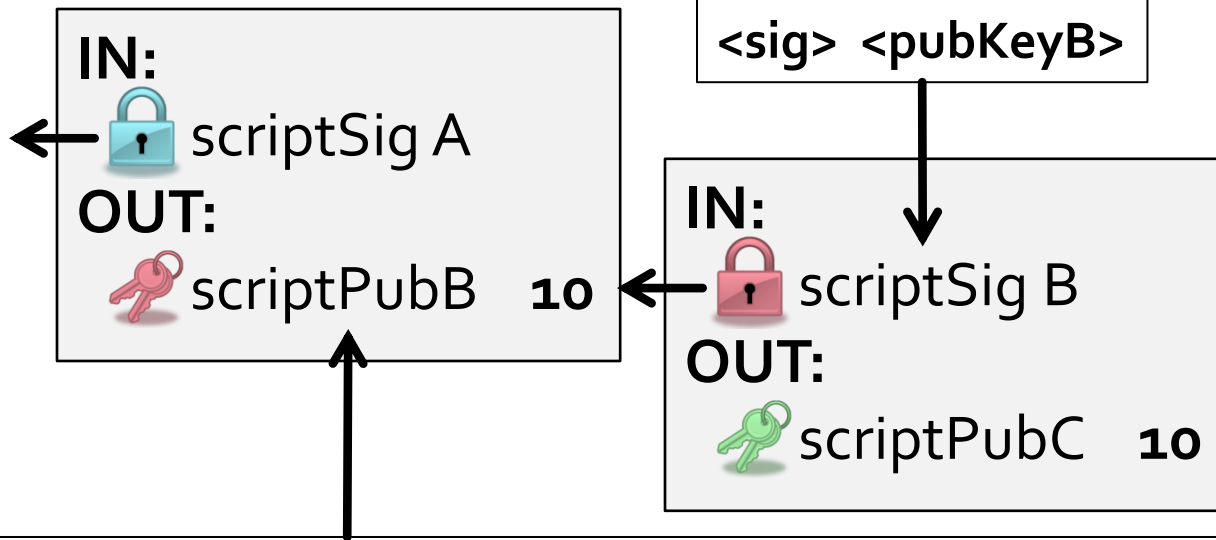 IN:
scriptSig A
OUT:
scriptPubB 10
<sig> <pubKeyB>
IN:
scriptSig B
OUT:
scriptPubC 10